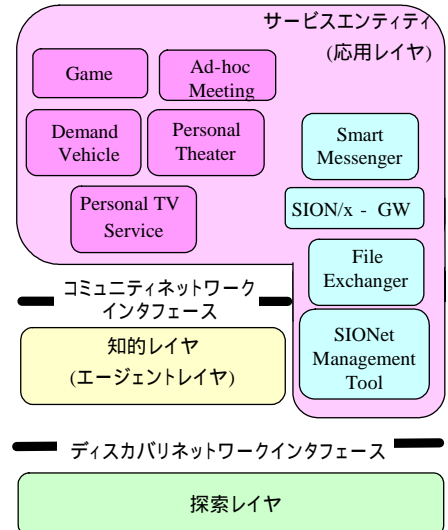 サービスエンティティ
(応用レイヤ)
Game
Ad-hoc
Meeting
Demand
Vehicle
Personal
Theater
Smart
Messenger
Personal TV
Service
SION/x - GW
File
Exchanger
コミュニティネットワーク
インタフェース
知的レイヤ
(エージェントレイヤ)
SIONet
Management
Tool
ディスカバリネットワークインタフェース
探索レイヤ